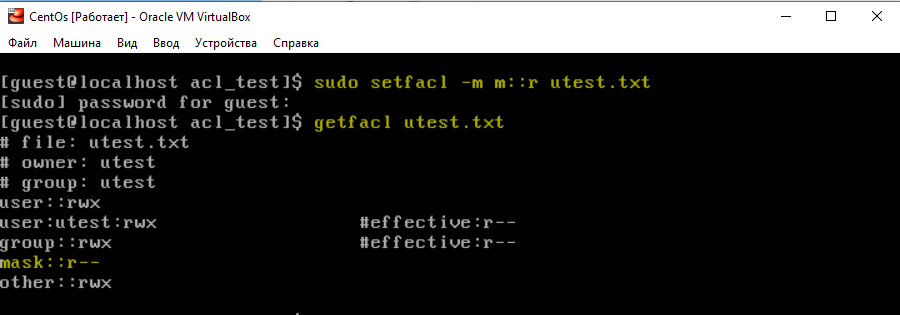 CentOs [Работает] - Oracle VM VirtualBox
Файл Машина Вид Ввод Устройства Справка
[guest@localhost acl_test]$ sudo setfacl -m m::r utest.txt
[sudo] password for guest:
[guest@localhost acl_test]$ getfacl utest.txt
# file: utest.txt
# owner: utest
# group: utest
user::rwx
user:utest:rwx #effective:r--
group::rwx #effective:r--
mask::r--
other::rwx